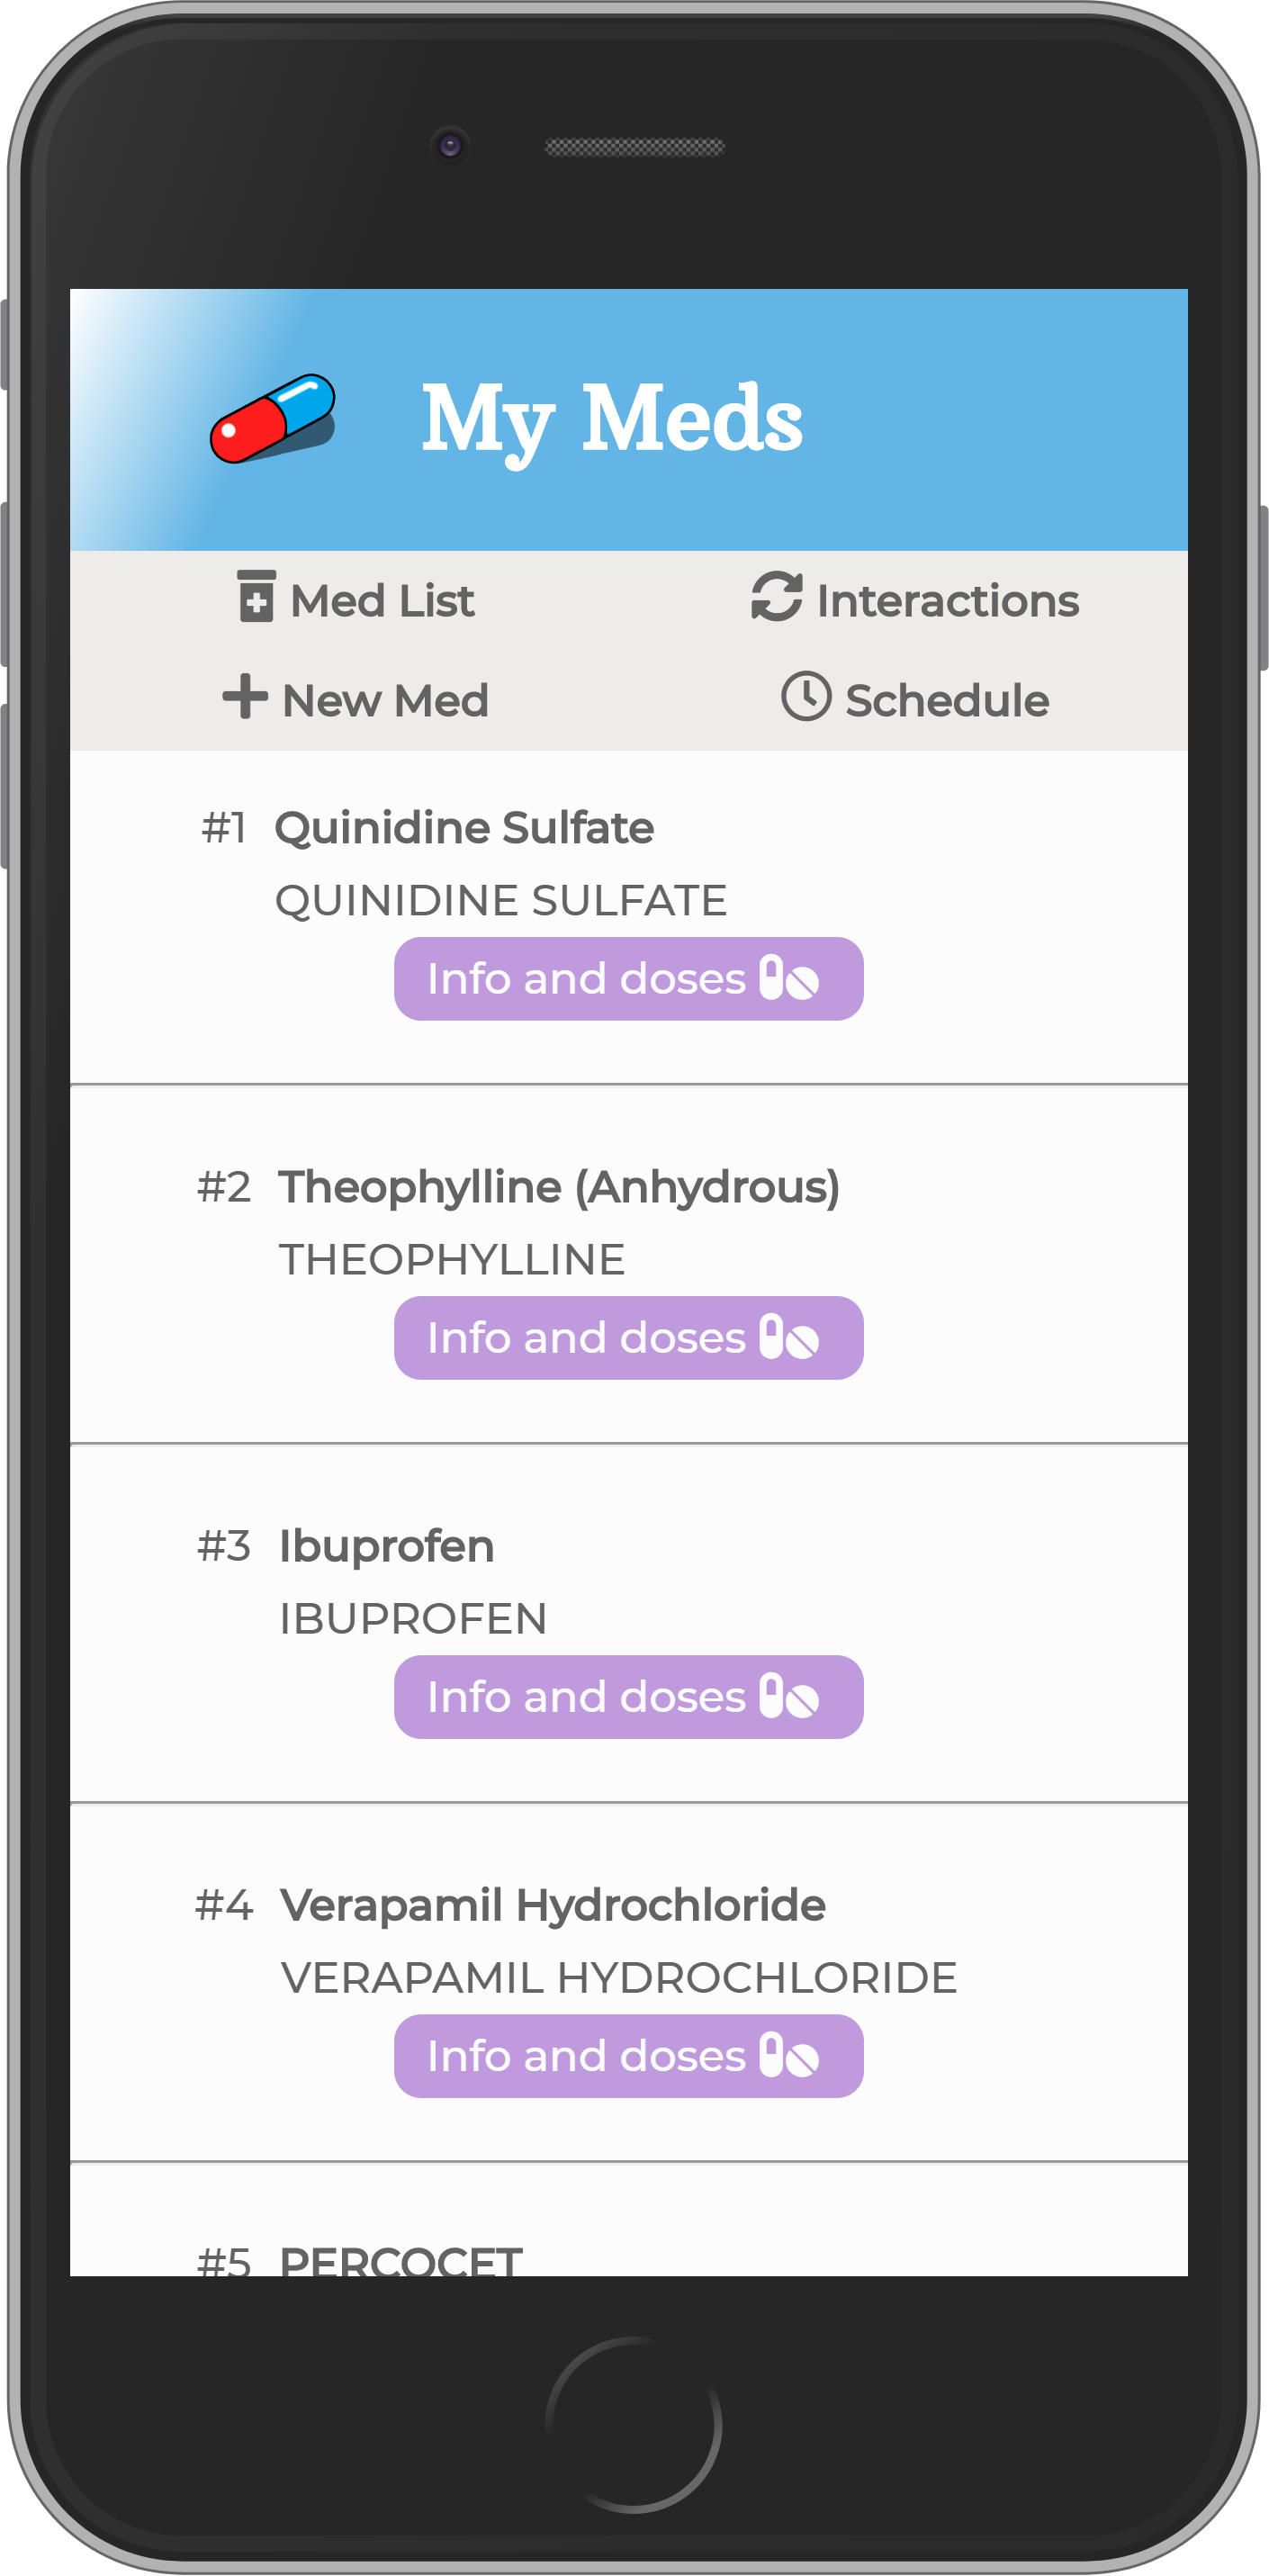 My Meds
Med List
Interactions
New Med
Schedule
#1 Quinidine Sulfate
QUINIDINE SULFATE
Info and doses
#2 Theophylline (Anhydrous)
THEOPHYLLINE
Info and doses
#3 Ibuprofen
IBUPROFEN
Info and doses
#4 Verapamil Hydrochloride
VERAPAMIL HYDROCHLORIDE
Info and doses
#5 PERCOCET